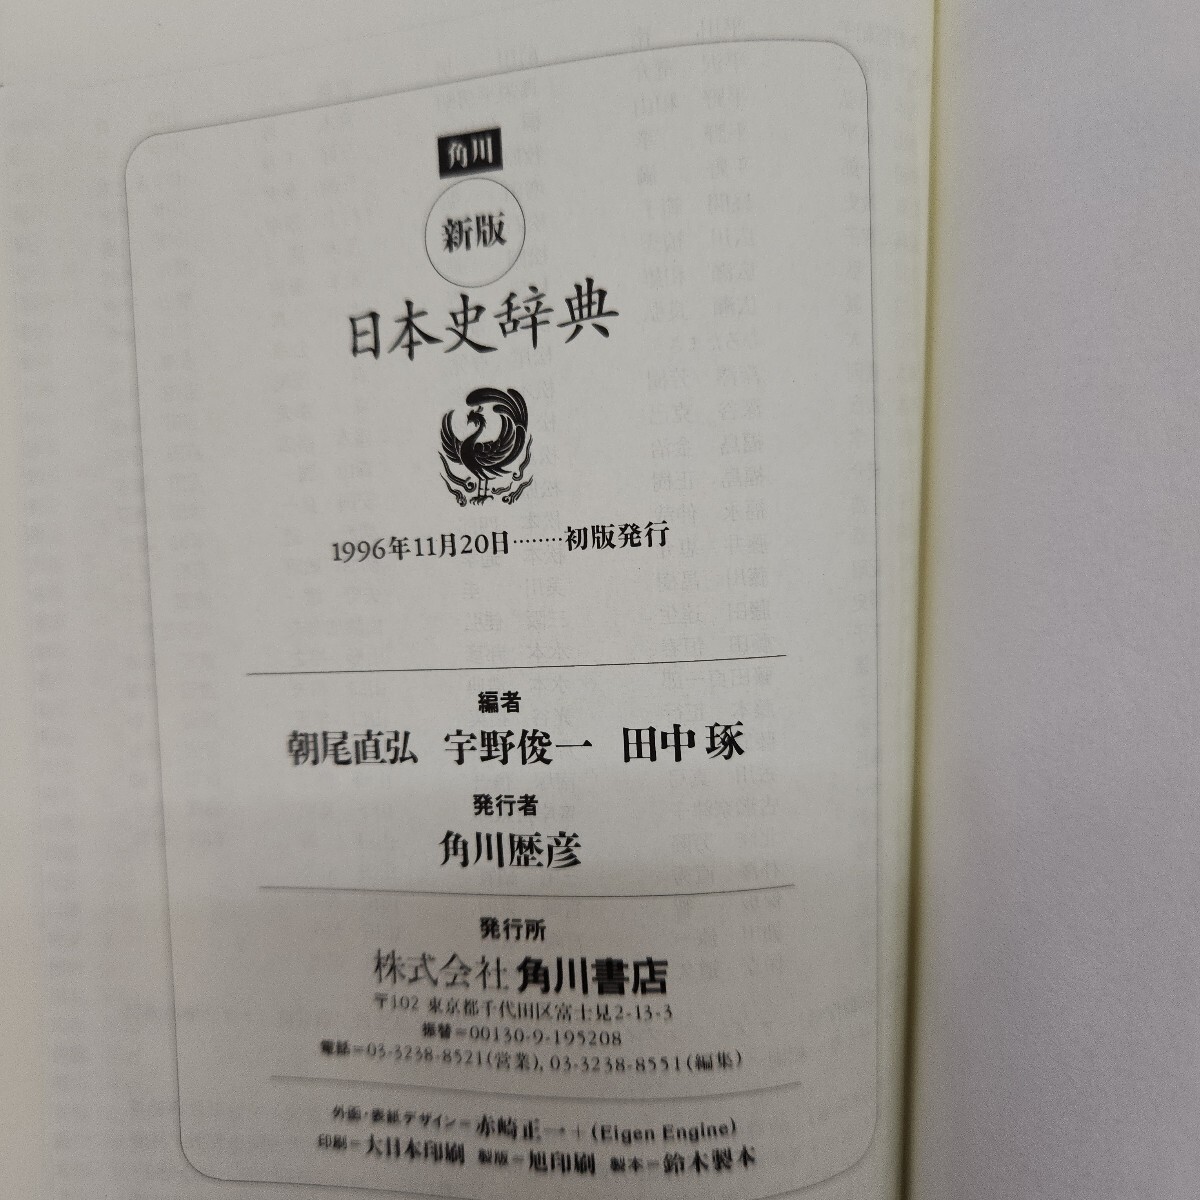 角川
新版
日本史辞典
1996年11月20日………初版発行
編者
朝尾直弘 宇野俊一 田中琢
発行者
角川歴彦
発行所
株式会社 角川書店
〒102 東京都千代田区富士見2-13-3
振替=00130-9-195208
電話=03-3238-8521(営業), 03-3238-8551(編集)
外函・表紙デザイン=赤崎正一+(Eigen Engine)
印刷=大日本印刷 製版=旭印刷 製本=鈴木製本